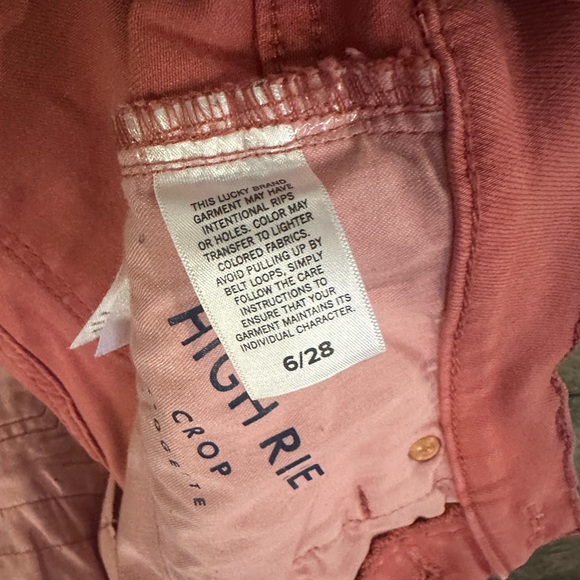 THIS LUCKY BRAND
GARMENT MAY HAVE
INTENTIONAL RIPS
OR HOLES. COLOR MAY
TRANSFER TO LIGHTER
COLORED FABRICS.
AVOID PULLING UP BY
BELT LOOPS, SIMPLY
FOLLOW THE CARE
INSTRUCTIONS TO
ENSURE THAT YOUR
GARMENT MAINTAINS ITS
INDIVIDUAL CHARACTER.
6/28
HIGH RIE
CROP